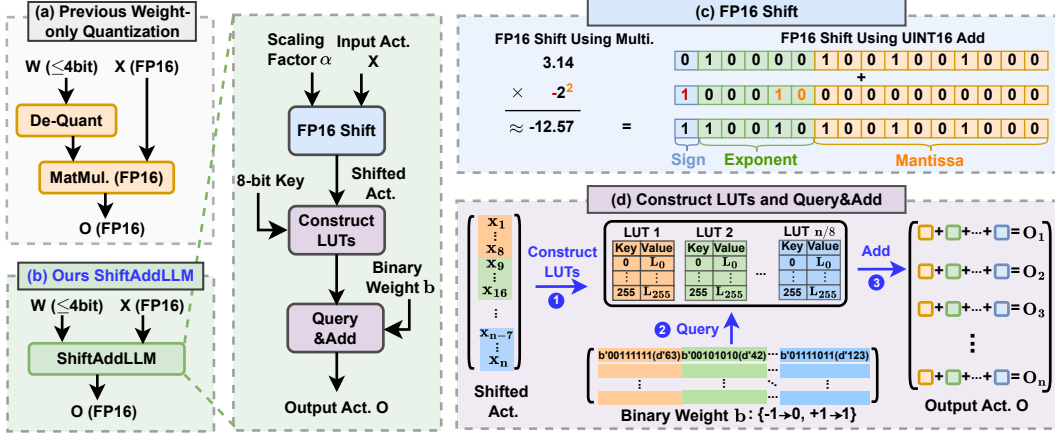 (a) Previous Weight-
only Quantization
W (≤4bit)
X (FP16)
De-Quant
MatMul. (FP16)
O (FP16)
(b) Ours ShiftAddLLM
W (≤4bit)
X (FP16)
ShiftAddLLM
O (FP16)
Scaling
Factor α
Input Act.
X
FP16 Shift
8-bit Key
Shifted
Act.
Construct
LUTs
Binary
Weight b
Query
&Add
Output Act. O
(c) FP16 Shift
FP16 Shift Using Multi.
3.14
× -2²
≈ -12.57
=
FP16 Shift Using UINT16 Add
0 1 0 0 0 0 1 0 0 1 0 0 1 0 0 0
+
1 0 0 0 1 0 0 0 0 0 0 0 0 0 0 0
1 1 0 0 1 0 1 0 0 1 0 0 1 0 0 0
Sign Exponent Mantissa
(d) Construct LUTs and Query&Add
x₁
⋮
x₈
x₉
⋮
x₁₆
⋮
xₙ₋₇
⋮
xₙ
Shifted
Act.
Construct
LUTs
1
LUT 1 LUT 2 LUT n/8
Key Value Key Value Key Value
0 L₀ 0 L₀ 0 L₀
⋮ ⋮ ⋮ ⋮ ... ⋮ ⋮
255 L₂₅₅ 255 L₂₅₅ 255 L₂₅₅
2 Query
b'00111111(d'63) b'00101010(d'42) ... b'01111011(d'123)
⋮ ⋮ ⋱ ⋮
...
Binary Weight b: {-1→0, +1→1}
Add
3
+ +...+ = O₁
+ +...+ = O₂
+ +...+ = O₃
⋮
+ +...+ = Oₙ
Output Act. O